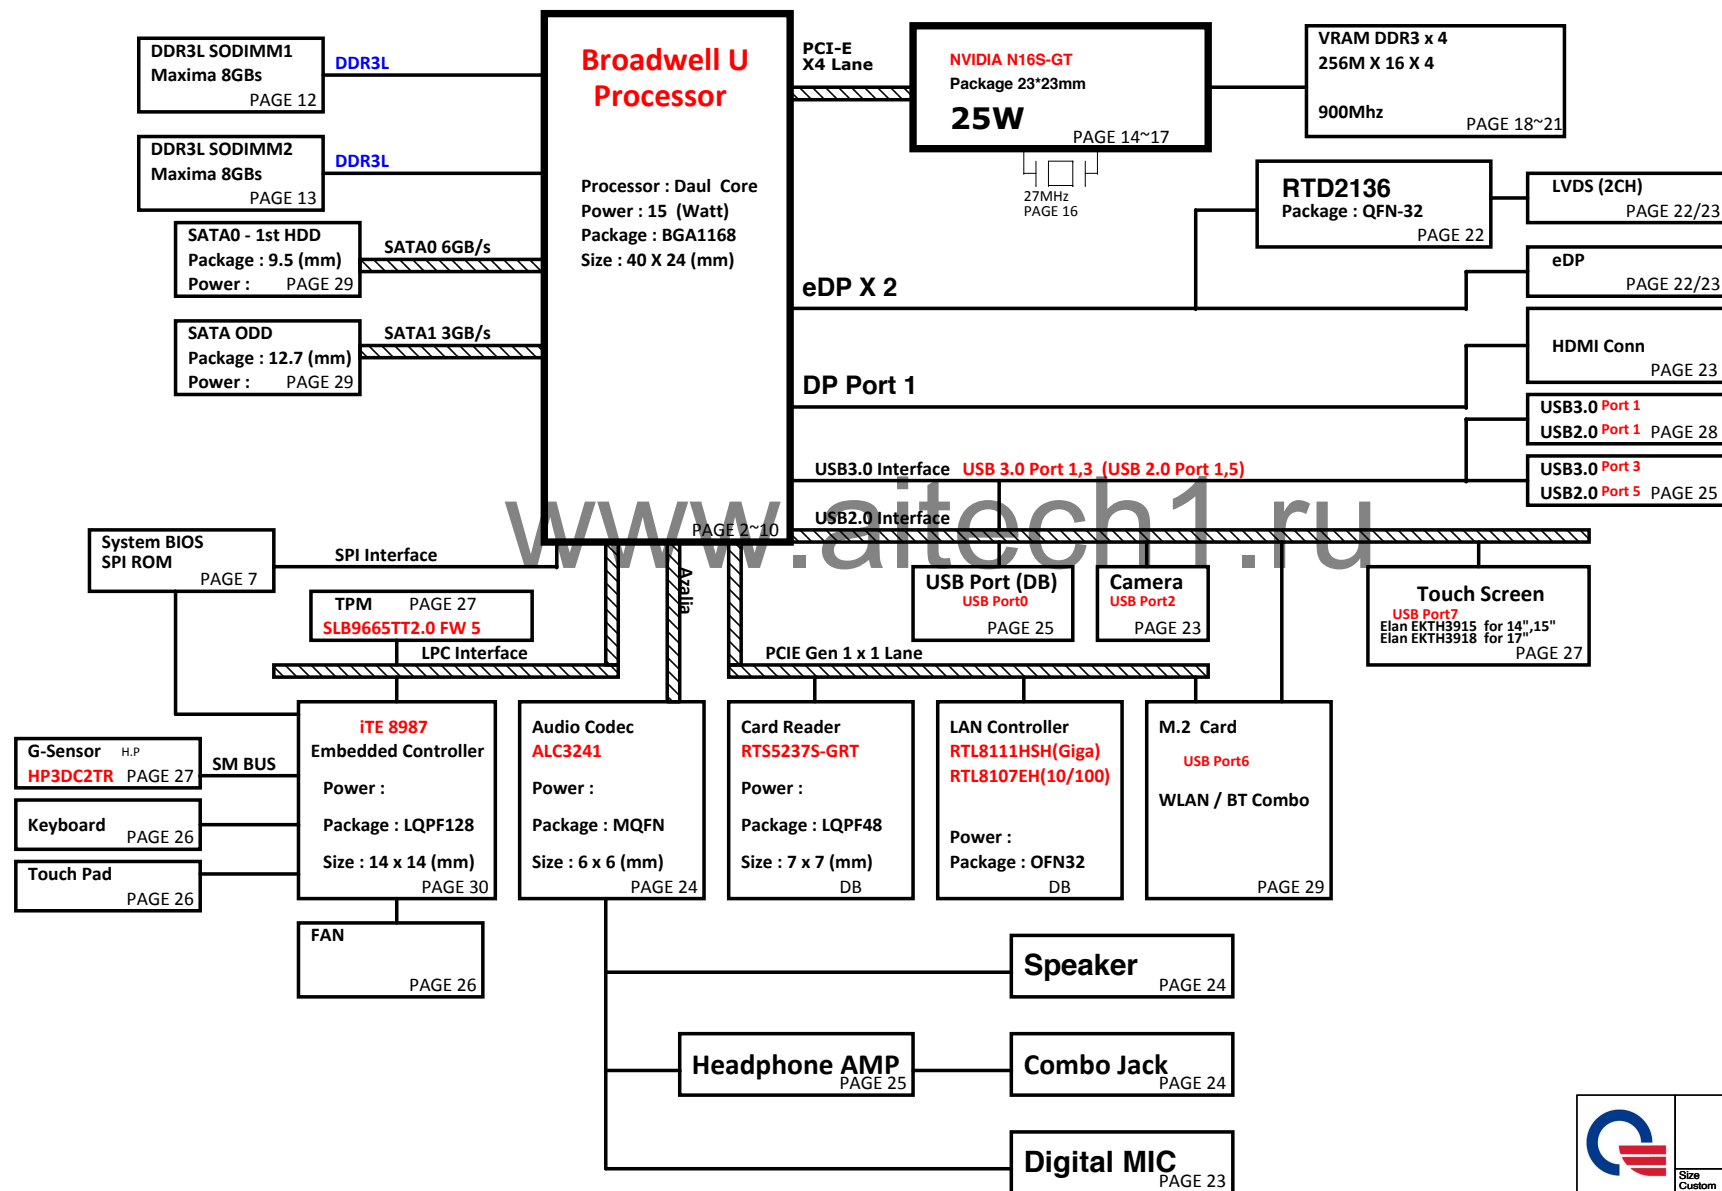 DDR3L SODIMM1
Maxima 8GBs
PAGE 12
DDR3L
DDR3L SODIMM2
Maxima 8GBs
PAGE 13
DDR3L
SATA0 - 1st HDD
Package : 9.5 (mm)
Power : PAGE 29
SATA0 6GB/s
SATA ODD
Package : 12.7 (mm)
Power : PAGE 29
SATA1 3GB/s
Broadwell U
Processor
Processor : Daul Core
Power : 15 (Watt)
Package : BGA1168
Size : 40 X 24 (mm)
PAGE 2~10
PCI-E
X4 Lane
NVIDIA N16S-GT
Package 23*23mm
25W
PAGE 14~17
27MHz
PAGE 16
VRAM DDR3 x 4
256M X 16 X 4
900Mhz
PAGE 18~21
RTD2136
Package : QFN-32
PAGE 22
LVDS (2CH)
PAGE 22/23
eDP
PAGE 22/23
eDP X 2
HDMI Conn
PAGE 23
DP Port 1
USB3.0 Port 1
USB2.0 Port 1 PAGE 28
USB3.0 Interface USB 3.0 Port 1,3 (USB 2.0 Port 1,5)
USB3.0 Port 3
USB2.0 Port 5 PAGE 25
USB2.0 Interface
www.aitech1.ru
System BIOS
SPI ROM
PAGE 7
SPI Interface
TPM PAGE 27
SLB9665TT2.0 FW 5
LPC Interface
Azalia
PCIE Gen 1 x 1 Lane
USB Port (DB)
USB Port0
PAGE 25
Camera
USB Port2
PAGE 23
Touch Screen
USB Port7
Elan EKTH3915 for 14",15"
Elan EKTH3918 for 17"
PAGE 27
G-Sensor H.P
HP3DC2TR PAGE 27
SM BUS
Keyboard
PAGE 26
Touch Pad
PAGE 26
iTE 8987
Embedded Controller
Power :
Package : LQPF128
Size : 14 x 14 (mm)
PAGE 30
FAN
PAGE 26
Audio Codec
ALC3241
Power :
Package : MQFN
Size : 6 x 6 (mm)
PAGE 24
Card Reader
RTS5237S-GRT
Power :
Package : LQPF48
Size : 7 x 7 (mm)
DB
LAN Controller
RTL8111HSH(Giga)
RTL8107EH(10/100)
Power :
Package : OFN32
DB
M.2 Card
USB Port6
WLAN / BT Combo
PAGE 29
Speaker
PAGE 24
Headphone AMP
PAGE 25
Combo Jack
PAGE 24
Digital MIC
PAGE 23
Size
Custom